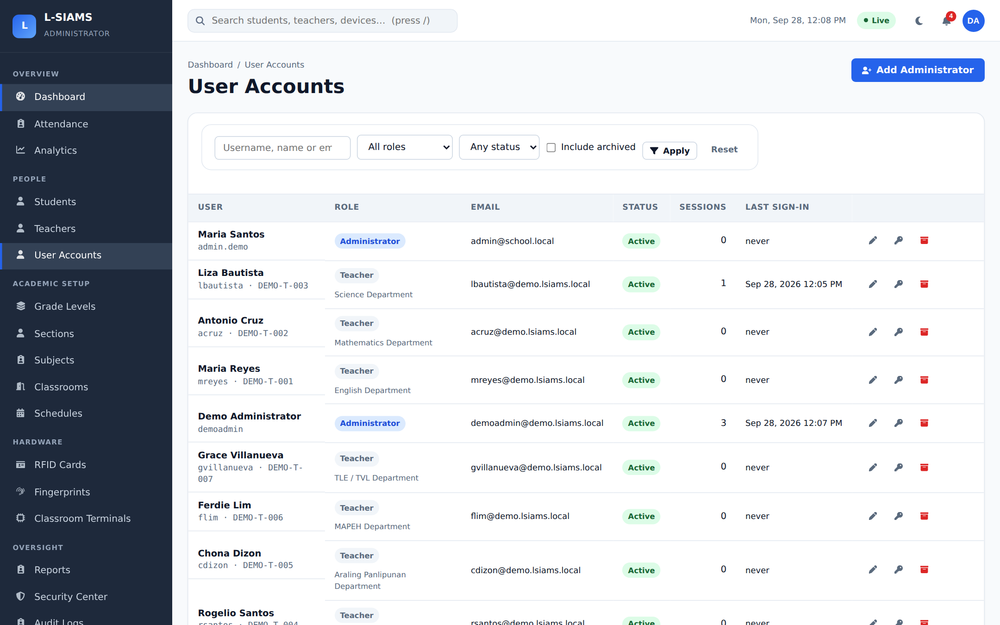 L
L-SIAMS
ADMINISTRATOR
OVERVIEW
Dashboard
Attendance
Analytics
PEOPLE
Students
Teachers
User Accounts
ACADEMIC SETUP
Grade Levels
Sections
Subjects
Classrooms
Schedules
HARDWARE
RFID Cards
Fingerprints
Classroom Terminals
OVERSIGHT
Reports
Security Center
Audit Logs
Search students, teachers, devices… (press /)
Mon, Sep 28, 12:08 PM
Live
4
DA
Dashboard / User Accounts
User Accounts
Add Administrator
Username, name or em
All roles
Any status
Include archived
Apply
Reset
USER ROLE EMAIL STATUS SESSIONS LAST SIGN-IN
Maria Santos
admin.demo
Administrator
admin@school.local
Active
0
never
Liza Bautista
lbautista · DEMO-T-003
Teacher
Science Department
lbautista@demo.lsiams.local
Active
1
Sep 28, 2026 12:05 PM
Antonio Cruz
acruz · DEMO-T-002
Teacher
Mathematics Department
acruz@demo.lsiams.local
Active
0
never
Maria Reyes
mreyes · DEMO-T-001
Teacher
English Department
mreyes@demo.lsiams.local
Active
0
never
Demo Administrator
demoadmin
Administrator
demoadmin@demo.lsiams.local
Active
3
Sep 28, 2026 12:07 PM
Grace Villanueva
gvillanueva · DEMO-T-
007
Teacher
TLE / TVL Department
gvillanueva@demo.lsiams.local
Active
0
never
Ferdie Lim
flim · DEMO-T-006
Teacher
MAPEH Department
flim@demo.lsiams.local
Active
0
never
Chona Dizon
cdizon · DEMO-T-005
Teacher
Araling Panlipunan
Department
cdizon@demo.lsiams.local
Active
0
never
Rogelio Santos
rsantos · DEMO-T-004
Teacher
rsantos@demo.lsiams.local
Active
0
never